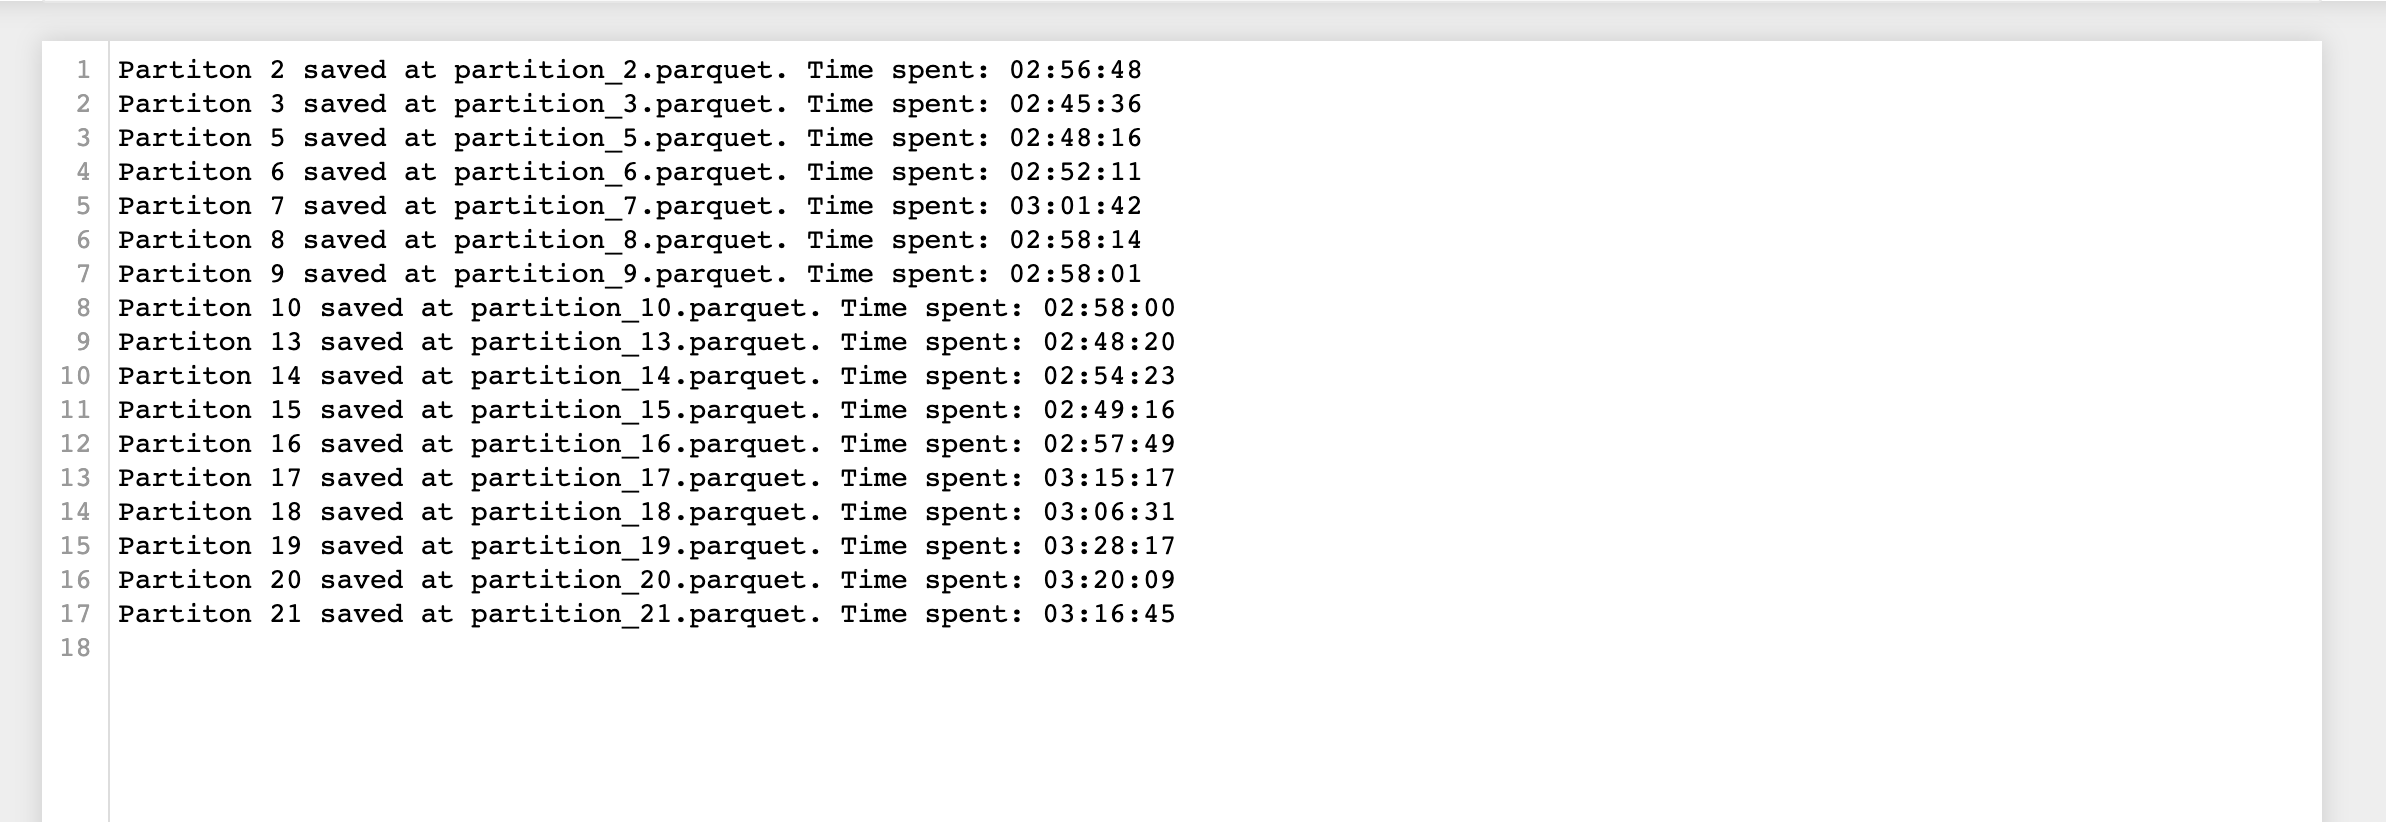 1 Partiton 2 saved at partition_2.parquet. Time spent: 02:56:48
2 Partiton 3 saved at partition_3.parquet. Time spent: 02:45:36
3 Partiton 5 saved at partition_5.parquet. Time spent: 02:48:16
4 Partiton 6 saved at partition_6.parquet. Time spent: 02:52:11
5 Partiton 7 saved at partition_7.parquet. Time spent: 03:01:42
6 Partiton 8 saved at partition_8.parquet. Time spent: 02:58:14
7 Partiton 9 saved at partition_9.parquet. Time spent: 02:58:01
8 Partiton 10 saved at partition_10.parquet. Time spent: 02:58:00
9 Partiton 13 saved at partition_13.parquet. Time spent: 02:48:20
10 Partiton 14 saved at partition_14.parquet. Time spent: 02:54:23
11 Partiton 15 saved at partition_15.parquet. Time spent: 02:49:16
12 Partiton 16 saved at partition_16.parquet. Time spent: 02:57:49
13 Partiton 17 saved at partition_17.parquet. Time spent: 03:15:17
14 Partiton 18 saved at partition_18.parquet. Time spent: 03:06:31
15 Partiton 19 saved at partition_19.parquet. Time spent: 03:28:17
16 Partiton 20 saved at partition_20.parquet. Time spent: 03:20:09
17 Partiton 21 saved at partition_21.parquet. Time spent: 03:16:45
18